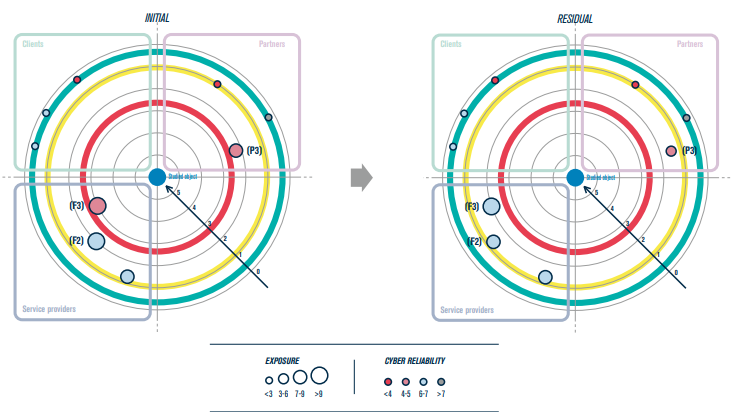 INITIAL
RESIDUAL
Clients
Partners
Clients
Partners
(P3)
(P3)
Studied object
Studied object
5
5
4
4
(F3)
(F3)
3
3
(F2)
(F2)
2
2
1
1
0
0
Service providers
Service providers
EXPOSURE
CYBER RELIABILITY
<3 3-6 7-9 >9
<4 4-5 6-7 >7